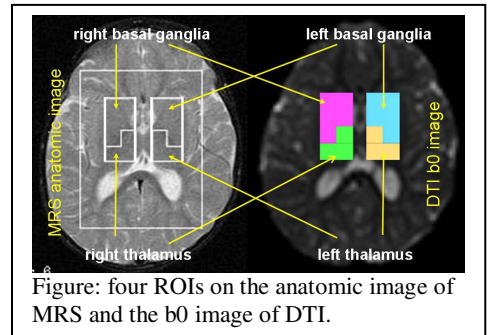 right basal ganglia left basal ganglia
MRS anatomic image
DTI b0 image
right thalamus left thalamus
Figure: four ROIs on the anatomic image of
MRS and the b0 image of DTI.